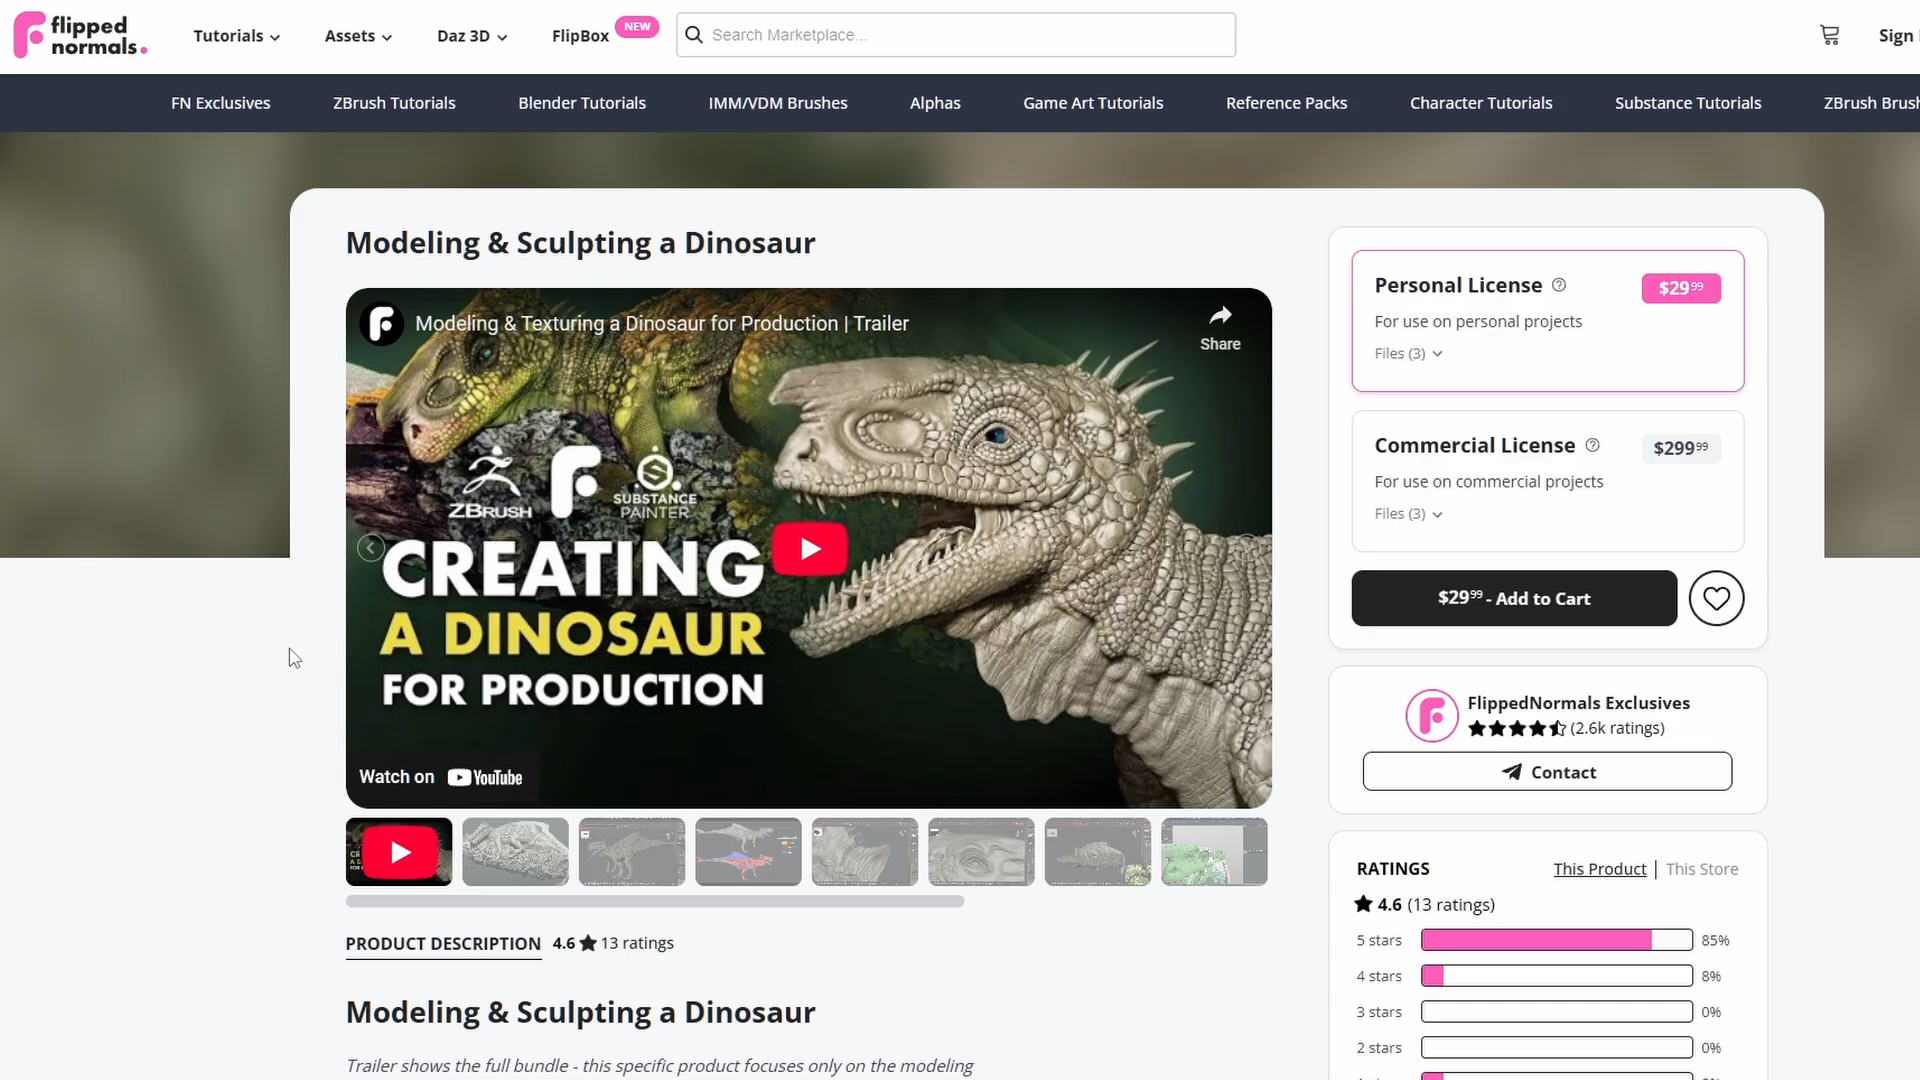 flipped
normals.
Tutorials
Assets
Daz 3D
FlipBox
NEW
Search Marketplace...
Sign
FN Exclusives
ZBrush Tutorials
Blender Tutorials
IMM/VDM Brushes
Alphas
Game Art Tutorials
Reference Packs
Character Tutorials
Substance Tutorials
ZBrush Brush
Modeling & Sculpting a Dinosaur
Modeling & Texturing a Dinosaur for Production | Trailer
Share
ZBRUSH
SUBSTANCE
PAINTER
CREATING
A DINOSAUR
FOR PRODUCTION
Watch on YouTube
Personal License
$29 99
For use on personal projects
Files (3)
Commercial License
$299 99
For use on commercial projects
Files (3)
$29 99 - Add to Cart
FlippedNormals Exclusives
(2.6k ratings)
Contact
RATINGS
This Product | This Store
4.6 (13 ratings)
5 stars 85%
4 stars 8%
3 stars 0%
2 stars 0%
PRODUCT DESCRIPTION 4.6 ★ 13 ratings
Modeling & Sculpting a Dinosaur
Trailer shows the full bundle - this specific product focuses only on the modeling